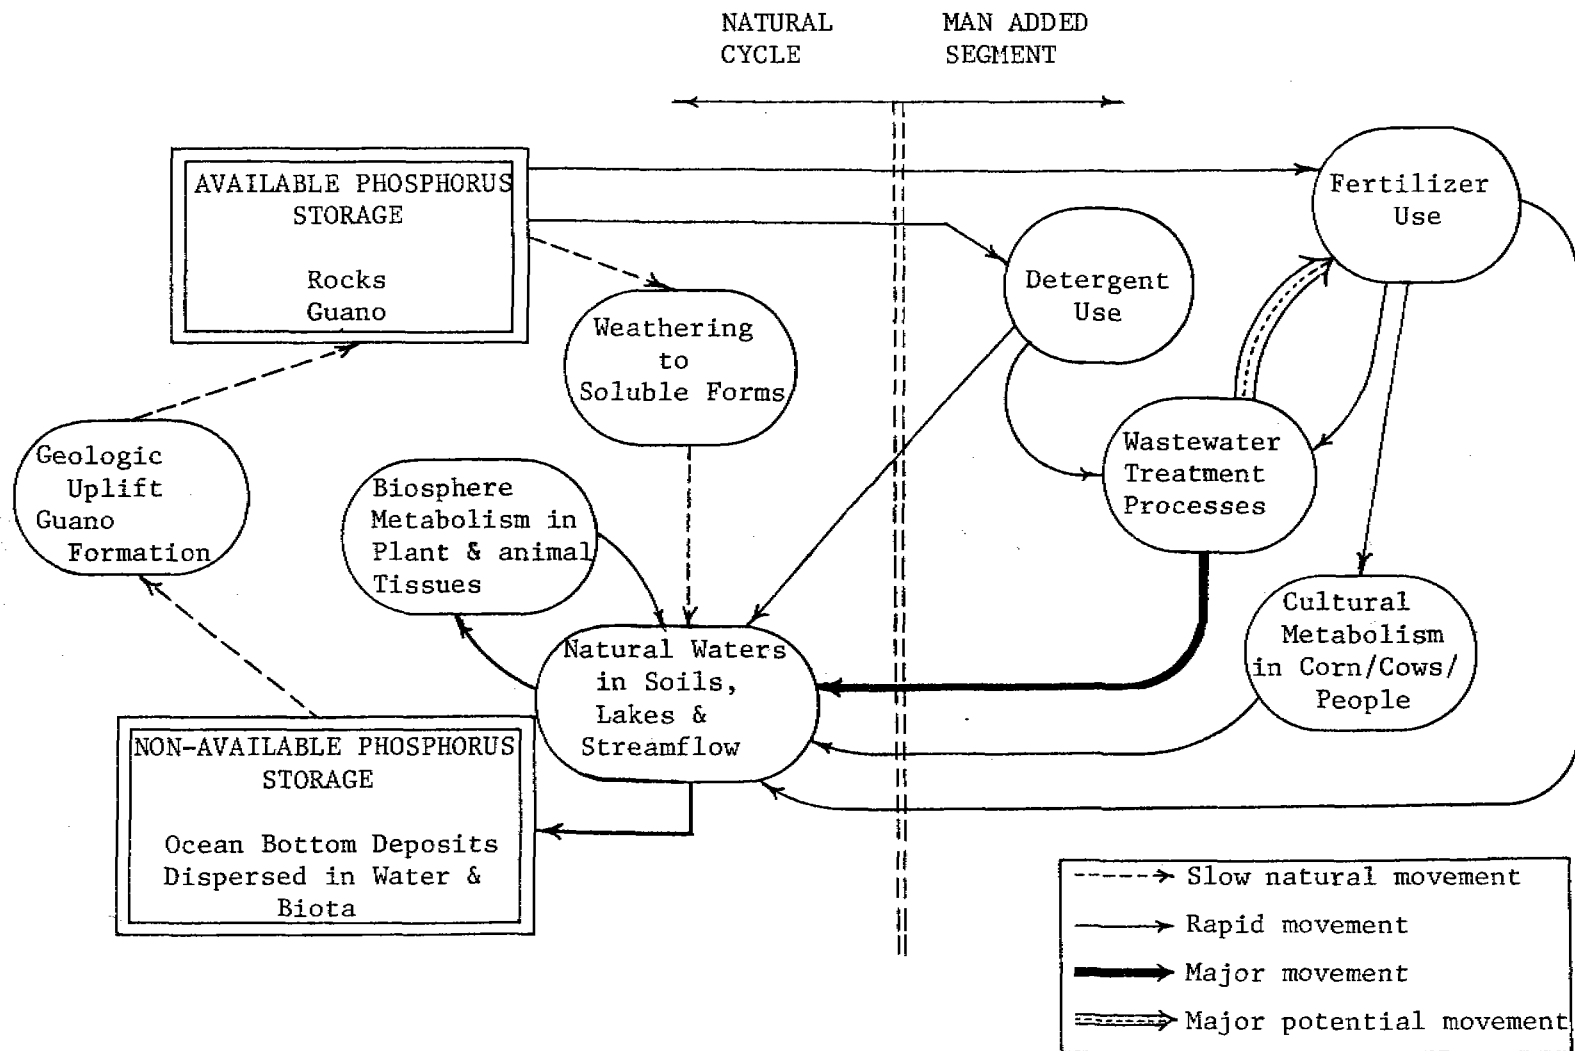 NATURAL
CYCLE
MAN ADDED
SEGMENT
AVAILABLE PHOSPHORUS
STORAGE
Rocks
Guano
Fertilizer
Use
Detergent
Use
Weathering
to
Soluble Forms
Geologic
Uplift
Guano
Formation
Biosphere
Metabolism in
Plant & animal
Tissues
Wastewater
Treatment
Processes
Natural Waters
in Soils,
Lakes &
Streamflow
Cultural
Metabolism
in Corn/Cows/
People
NON-AVAILABLE PHOSPHORUS
STORAGE
Ocean Bottom Deposits
Dispersed in Water &
Biota
Slow natural movement
Rapid movement
Major movement
Major potential movement